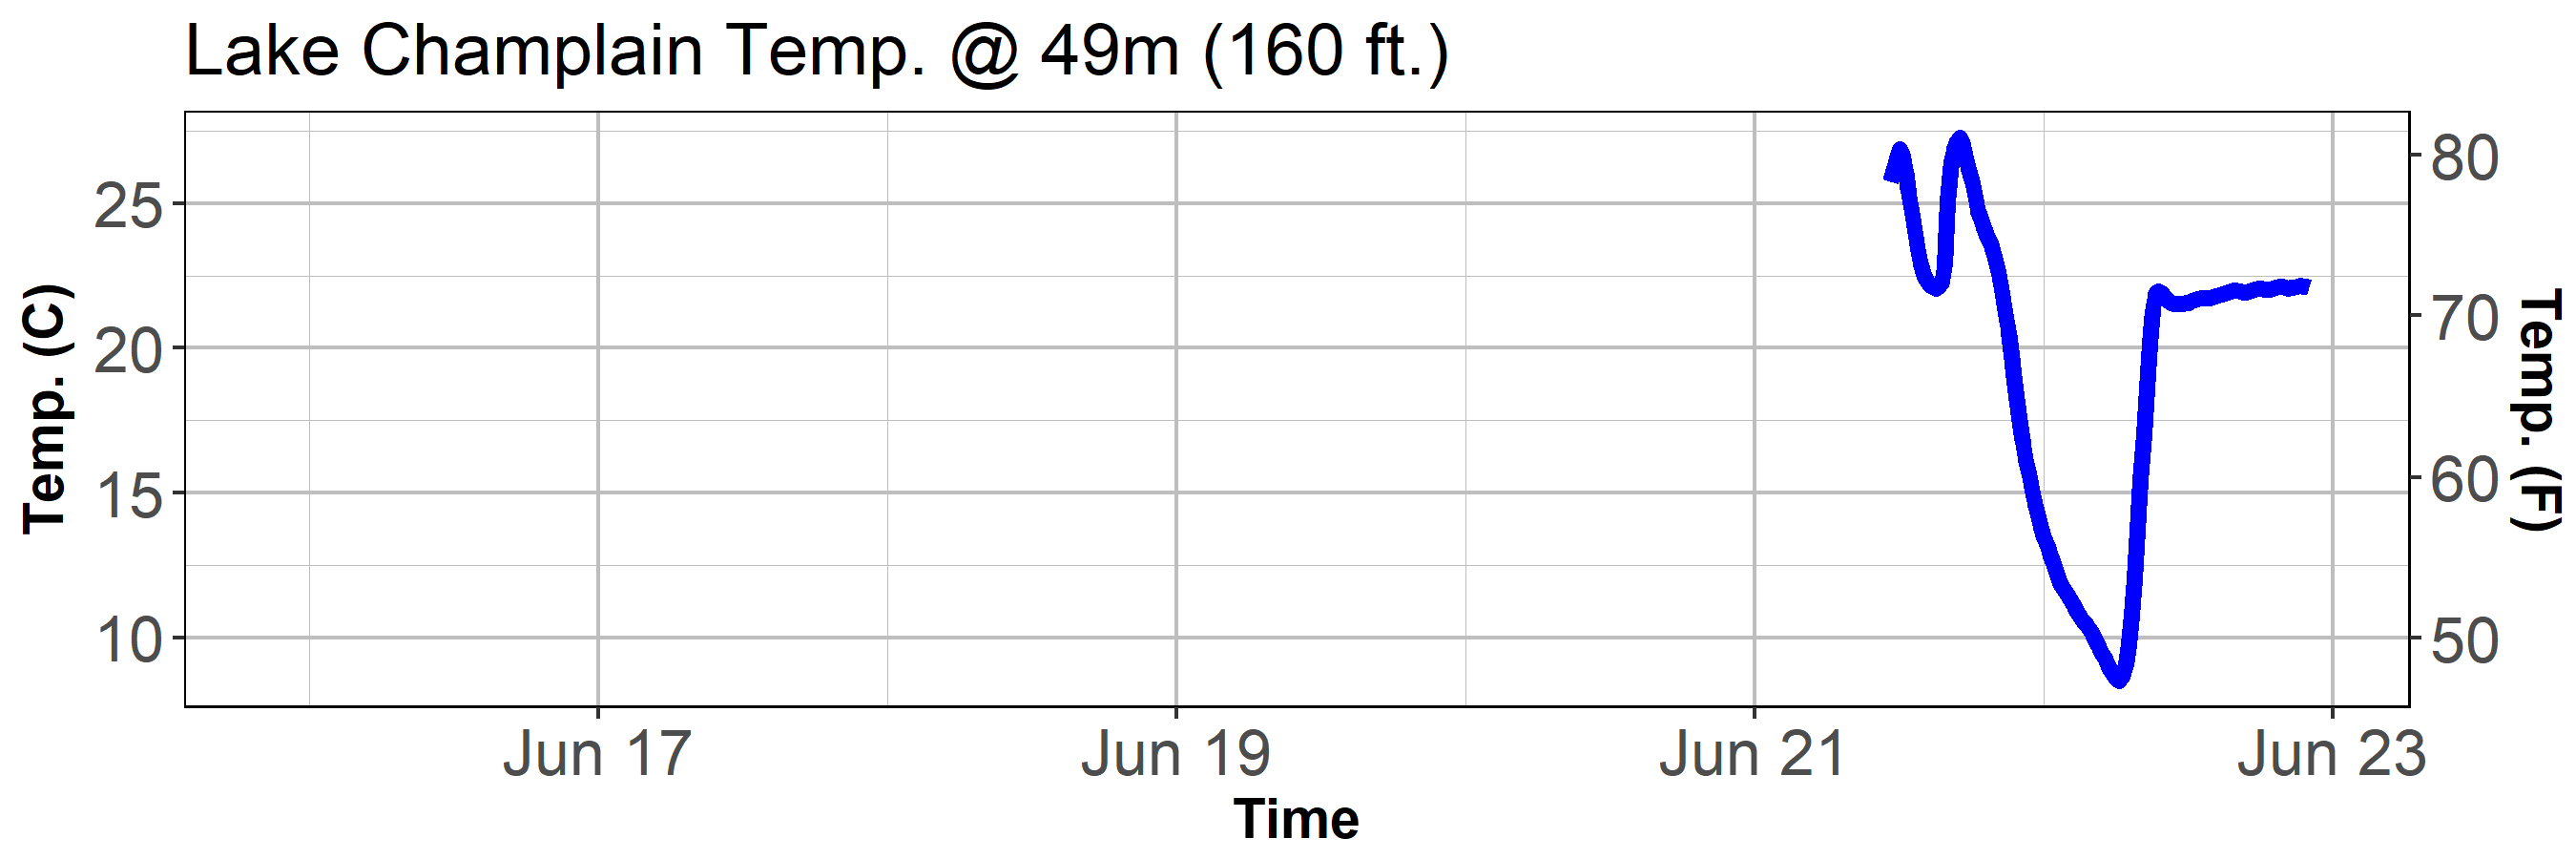 Lake Champlain Temp. @ 49m (160 ft.)
25
20
15
10
Temp. (C)
80
70
60
50
Temp. (F)
Jun 17 Jun 19 Jun 21 Jun 23
Time